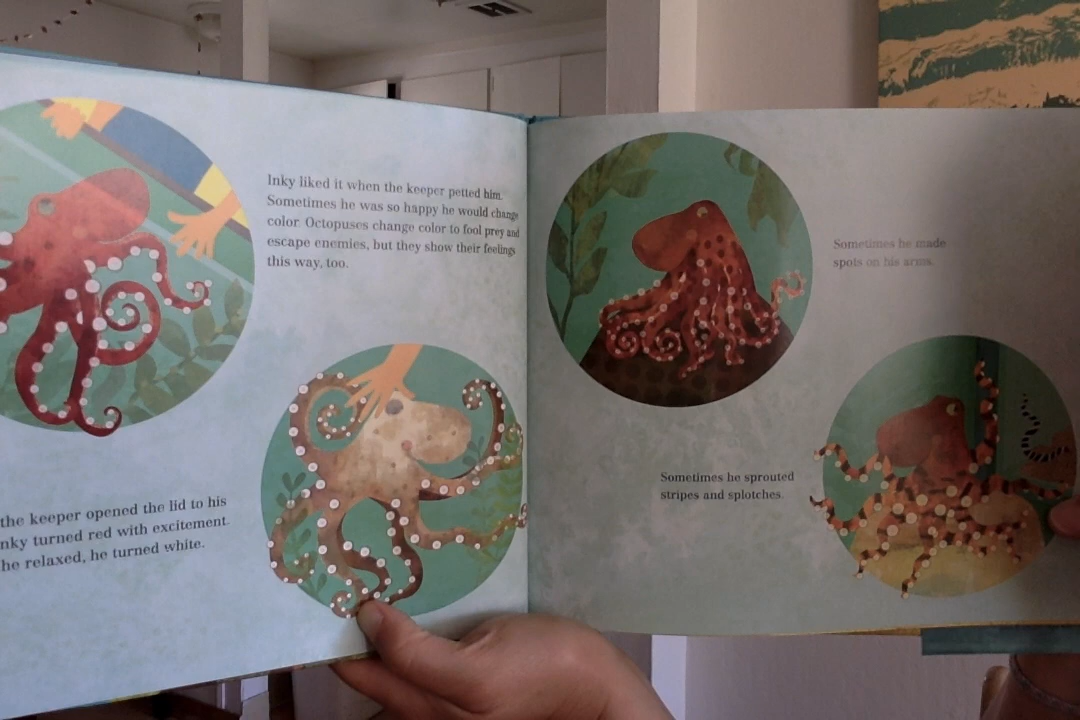 Inky liked it when the keeper petted him.
Sometimes he was so happy he would change
color. Octopuses change color to fool prey and
escape enemies, but they show their feelings
this way, too.
the keeper opened the lid to his
nky turned red with excitement.
he relaxed, he turned white.
Sometimes he made
spots on his arms.
Sometimes he sprouted
stripes and splotches.